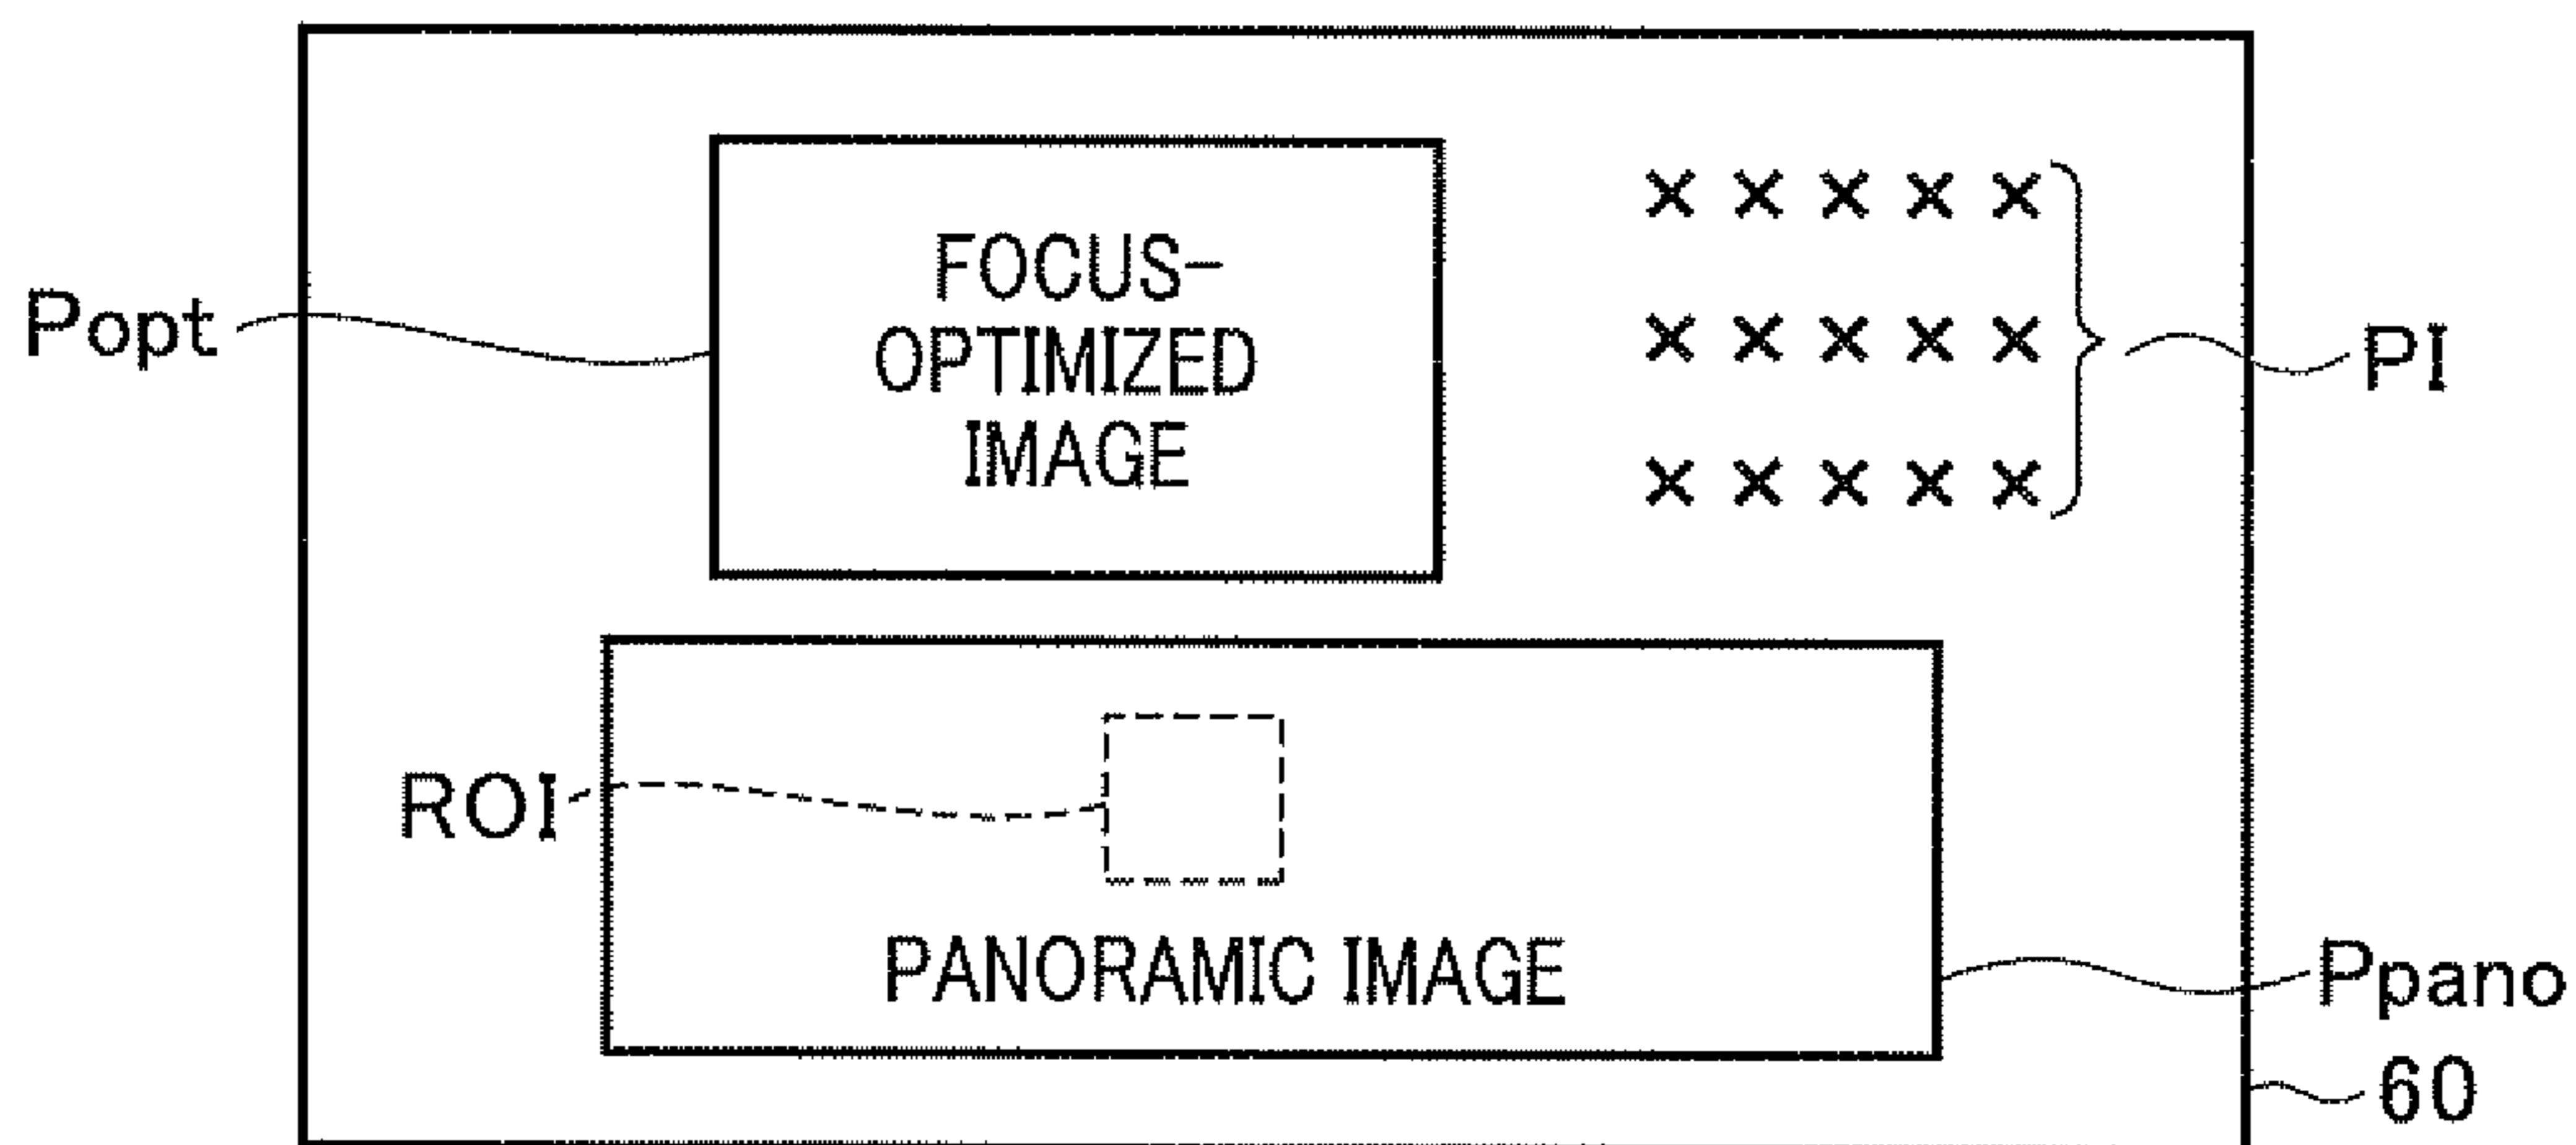 FOCUS-
OPTIMIZED
IMAGE
× × × × ×
× × × × ×
× × × × ×
Popt
PI
ROI
PANORAMIC IMAGE
Ppano
60